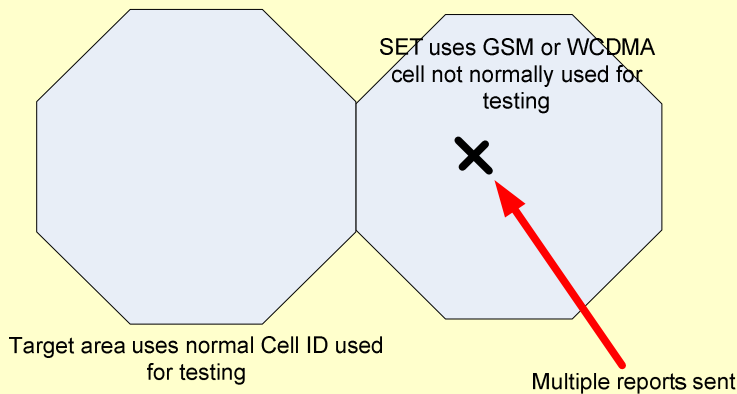 SET uses GSM or WCDMA
cell not normally used for
testing
Target area uses normal Cell ID used
for testing
Multiple reports sent